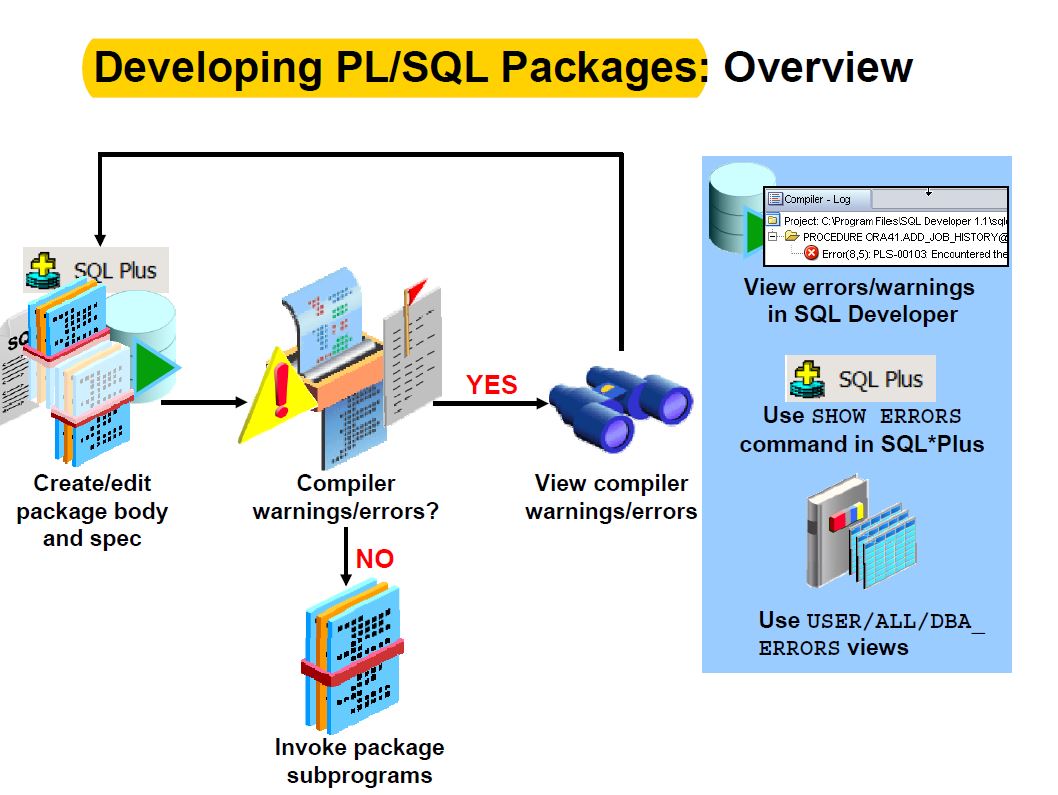 Developing PL/SQL Packages: Overview
SQL Plus
SQ
Create/edit
package body
and spec
Compiler
warnings/errors?
YES
View compiler
warnings/errors
NO
Invoke package
subprograms
Compiler - Log
Project: C:\Program Files\SQL Developer 1.1\sqld
PROCEDURE ORA41.ADD_JOB_HISTORY@
Error(8,5): PLS-00103: Encountered the
View errors/warnings
in SQL Developer
SQL Plus
Use SHOW ERRORS
command in SQL*Plus
Use USER/ALL/DBA_
ERRORS views